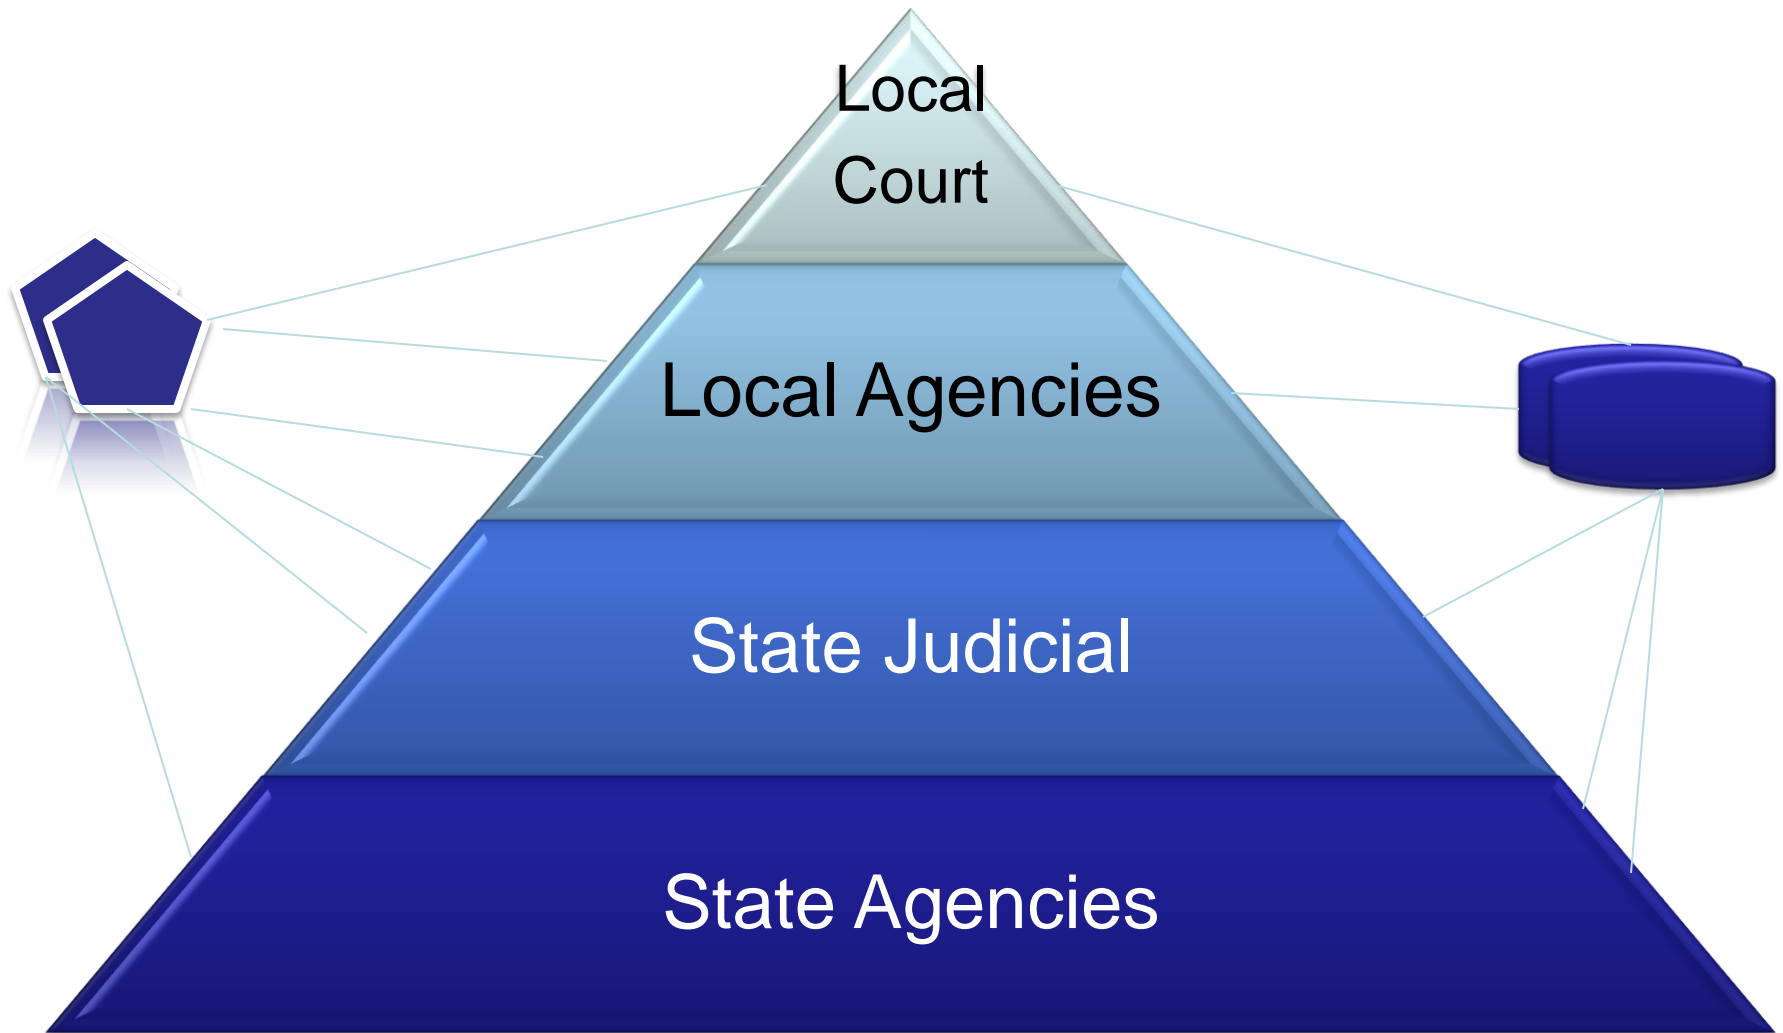 Local
Court
Local Agencies
State Judicial
State Agencies